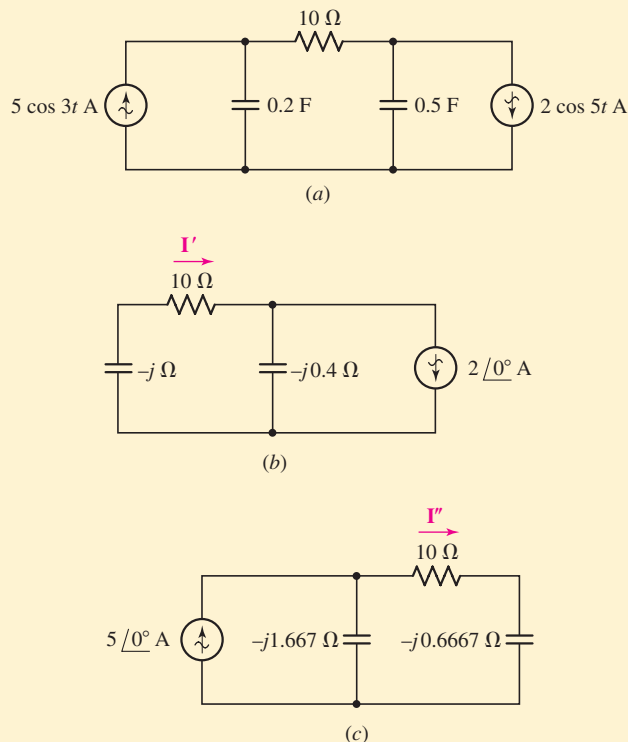 10 Ω
5 cos 3t A
0.2 F
0.5 F
2 cos 5t A
(a)
I′
10 Ω
–j Ω
–j0.4 Ω
2 /0° A
(b)
I″
10 Ω
5 /0° A
–j1.667 Ω
–j0.6667 Ω
(c)